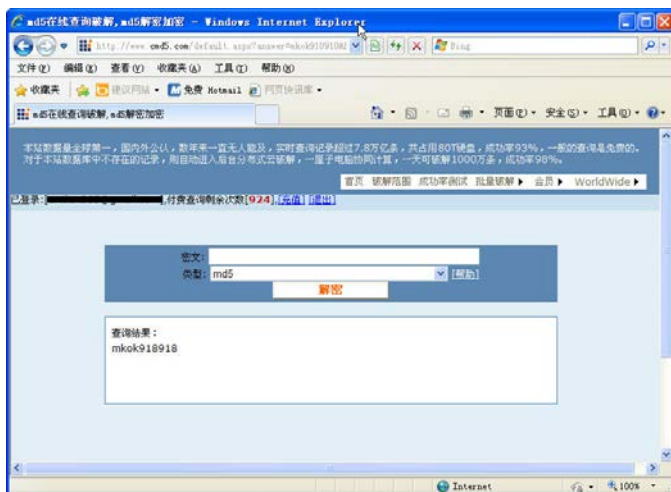 md5在线查询破解,md5解密加密 - Windows Internet Explorer
http://www.cmd5.com/default.aspx?answer=mkok91891
Bing
文件(F) 编辑(E) 查看(V) 收藏夹(A) 工具(T) 帮助(H)
收藏夹 建议网站 免费 Hotmail 网页快讯库
md5在线查询破解,md5解密加密
页面(P) 安全(S) 工具(O)
本站数据量全球第一,国内外公认,数年来一直无人能及,实时查询记录超过7.8万亿条,共占用80T硬盘,成功率93%,一般的查询是免费的。
对于本站数据库中不存在的记录,则自动进入后台分布式云破解,一屋子电脑协同计算,一天可破解1000万条,成功率98%。
首页 破解范围 成功率测试 批量破解 会员 WorldWide
已登录:[ ],付费查询剩余次数[924].[充值] [退出]
密文:
类型: md5 [帮助]
解密
查询结果:
mkok918918
Internet 100%